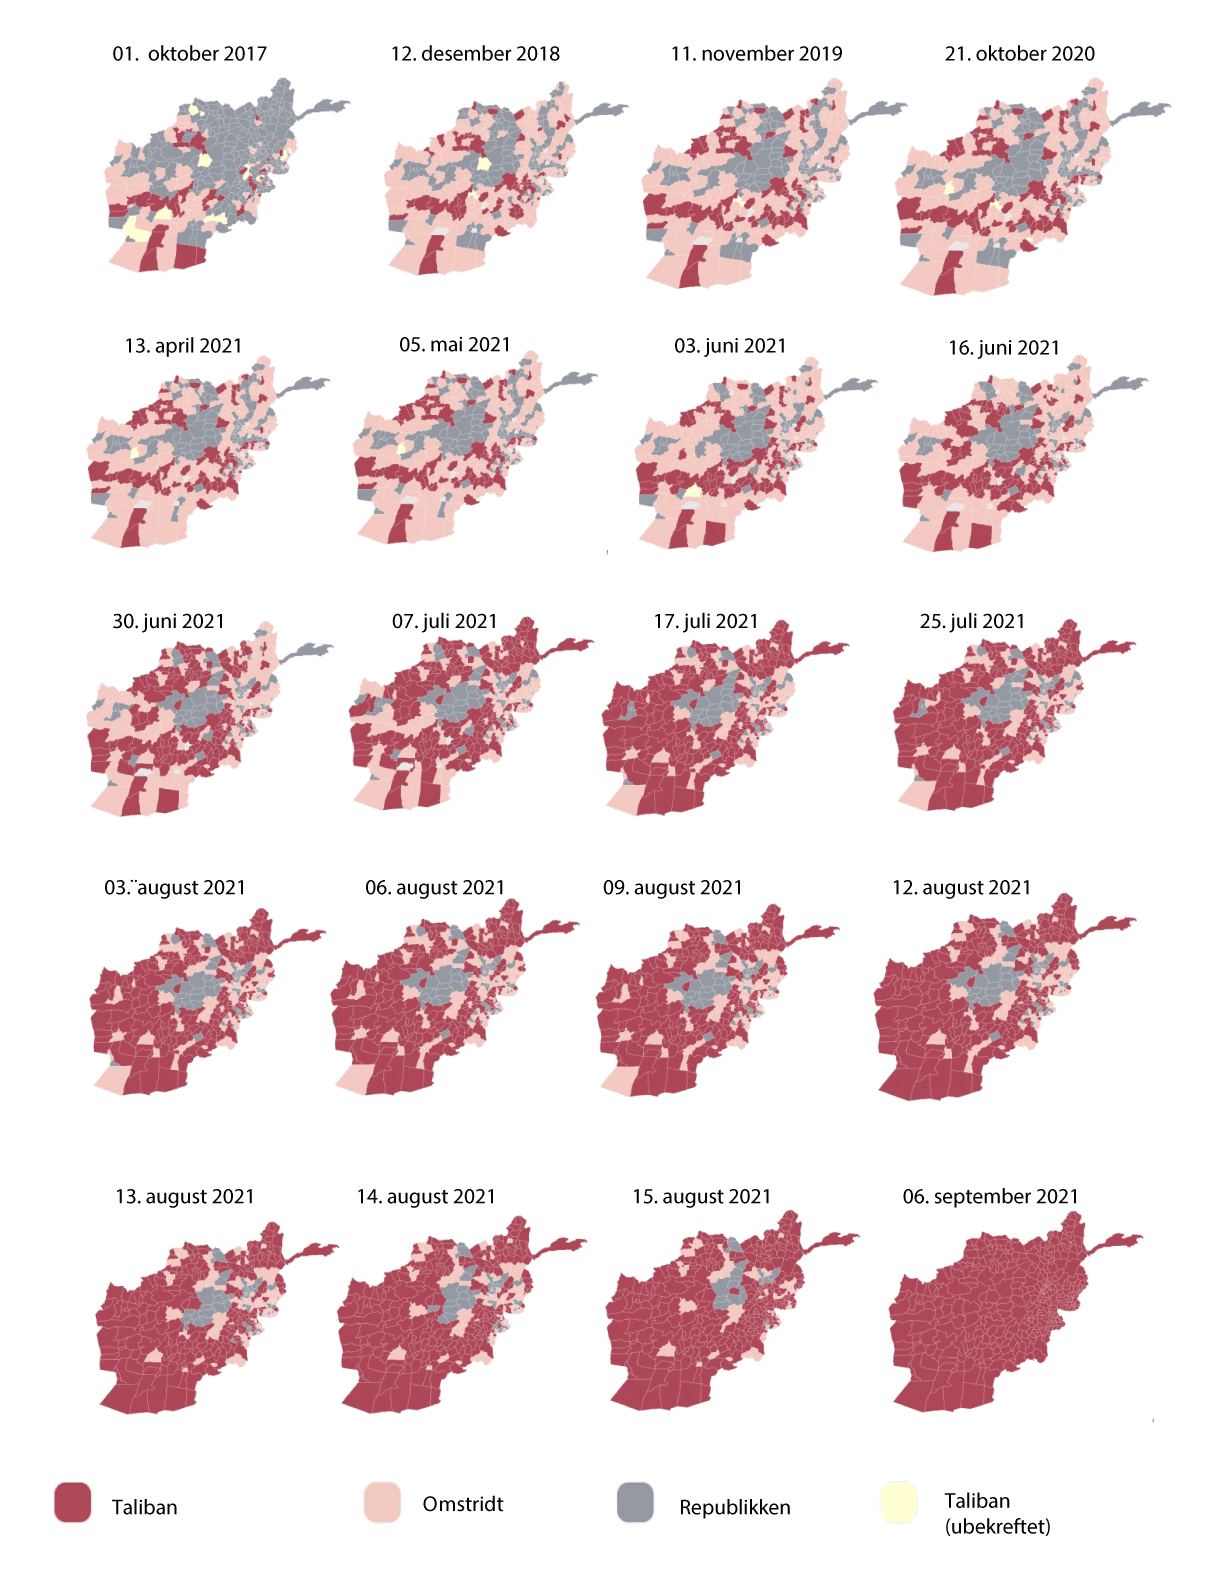 01. oktober 2017
12. desember 2018
11. november 2019
21. oktober 2020
13. april 2021
05. mai 2021
03. juni 2021
16. juni 2021
30. juni 2021
07. juli 2021
17. juli 2021
25. juli 2021
03.¨august 2021
06. august 2021
09. august 2021
12. august 2021
13. august 2021
14. august 2021
15. august 2021
06. september 2021
Taliban
Omstridt
Republikken
Taliban
(ubekreftet)